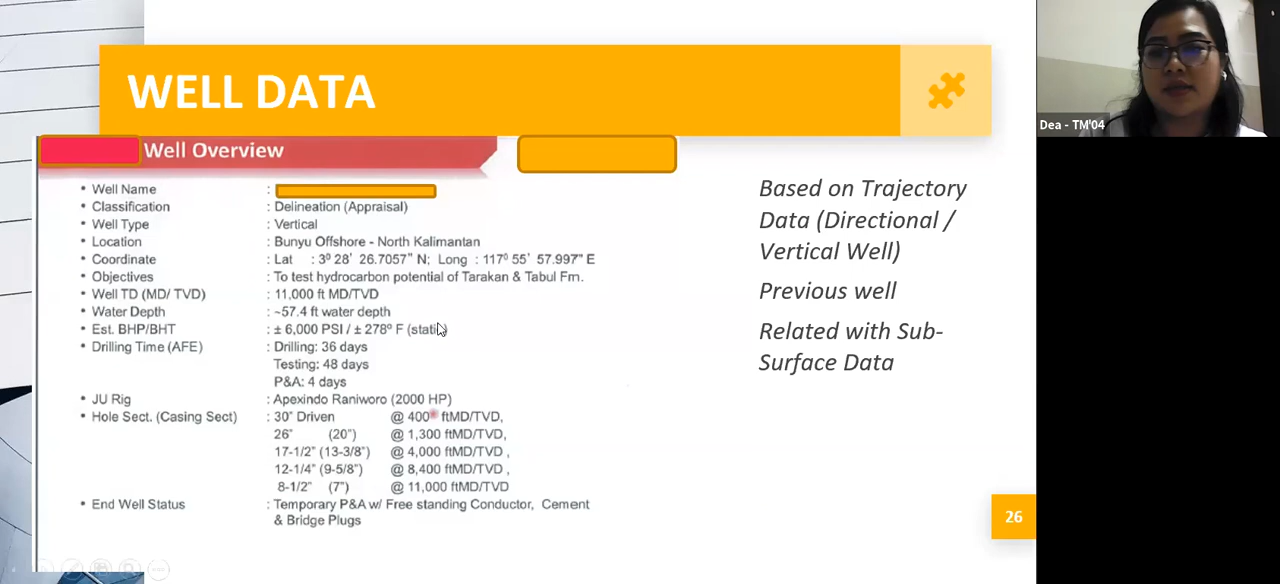 WELL DATA
Well Overview
• Well Name :
• Classification : Delineation (Appraisal)
• Well Type : Vertical
• Location : Bunyu Offshore - North Kalimantan
• Coordinate : Lat : 3⁰ 28' 26.7057" N; Long : 117⁰ 55' 57.997" E
• Objectives : To test hydrocarbon potential of Tarakan & Tabul Fm.
• Well TD (MD/ TVD) : 11,000 ft MD/TVD
• Water Depth : ~57.4 ft water depth
• Est. BHP/BHT : ± 6,000 PSI / ± 278º F
• Drilling Time (AFE) : Drilling: 36 days
Testing: 48 days
P&A: 4 days
• JU Rig : Apexindo Raniworo (2000 HP)
• Hole Sect. (Casing Sect) : 30" Driven @ 400 ftMD/TVD,
26" (20") @ 1,300 ftMD/TVD,
17-1/2" (13-3/8") @ 4,000 ftMD/TVD ,
12-1/4" (9-5/8") @ 8,400 ftMD/TVD ,
8-1/2" (7") @ 11,000 ftMD/TVD
• End Well Status : Temporary P&A w/ Free standing Conductor, Cement
& Bridge Plugs
Based on Trajectory
Data (Directional /
Vertical Well)
Previous well
Related with Sub-
Surface Data
26
Dea - TM'04